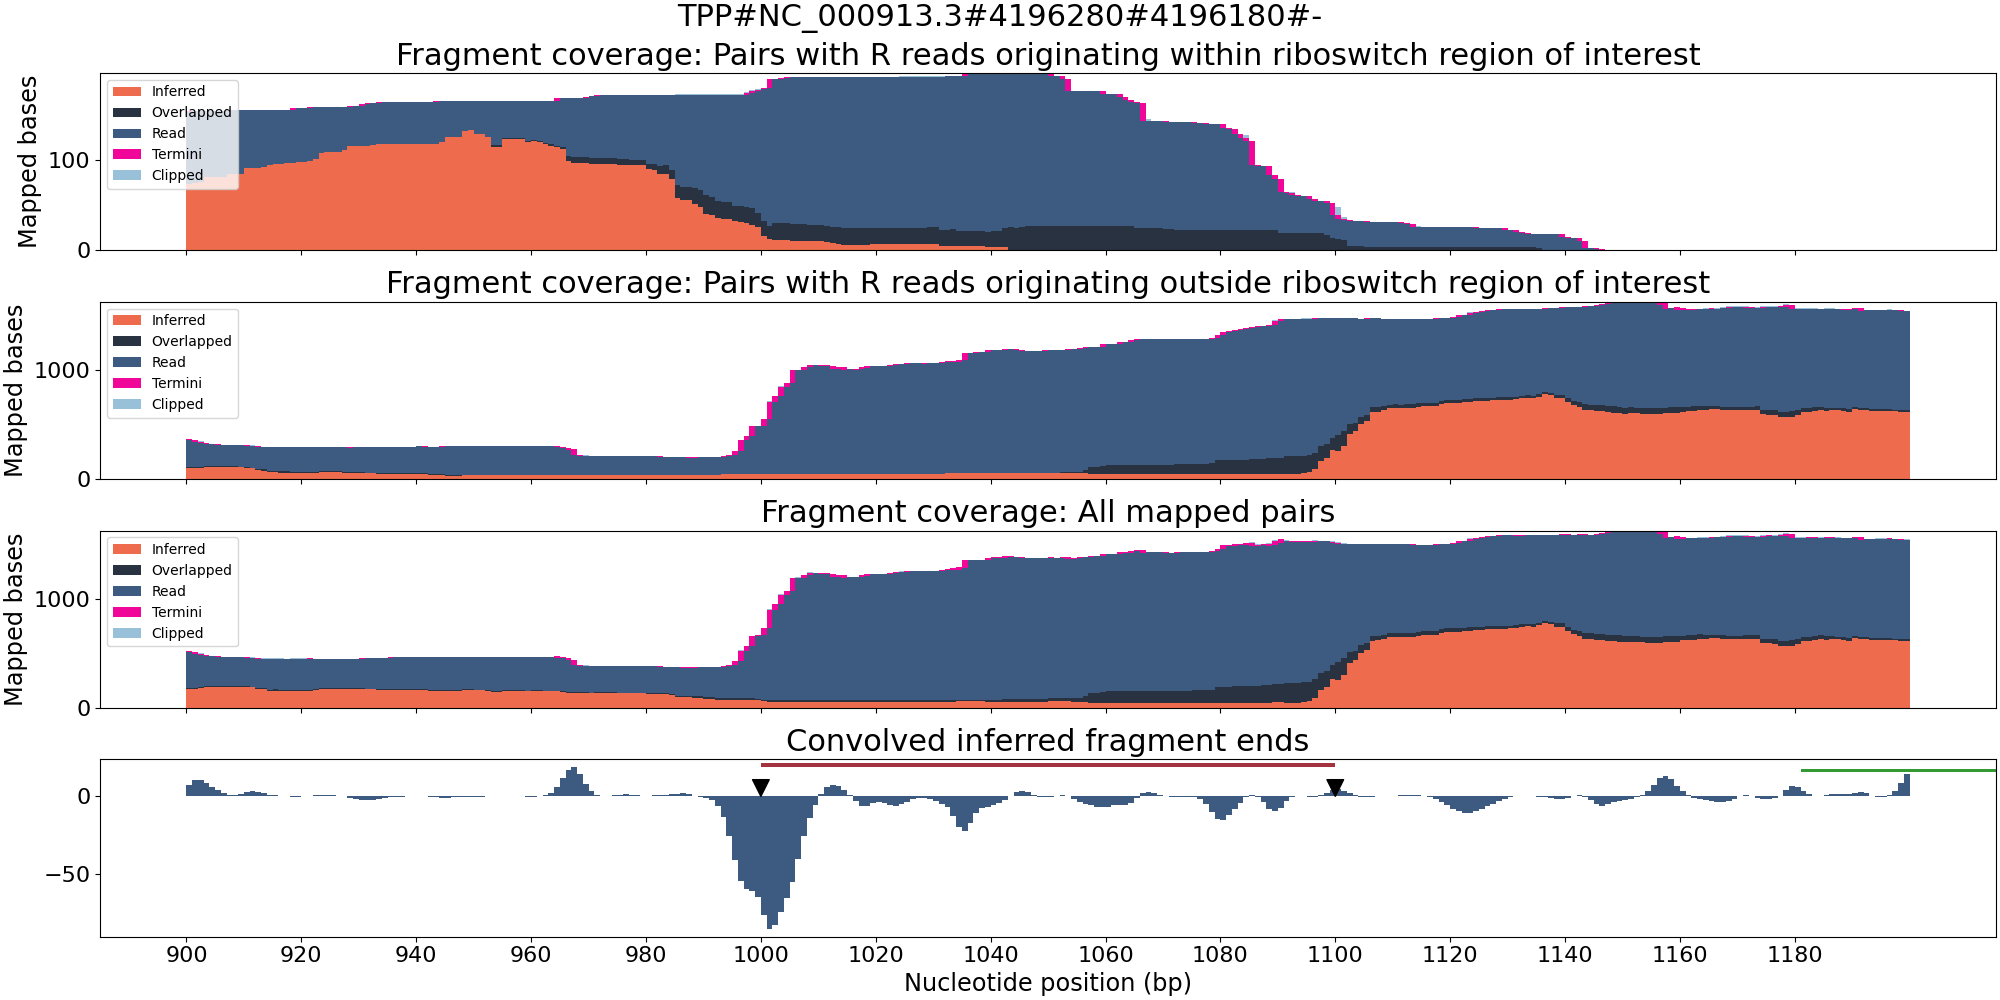 TPP#NC_000913.3#4196280#4196180#-
Fragment coverage: Pairs with R reads originating within riboswitch region of interest
Mapped bases
100
0
Inferred
Overlapped
Read
Termini
Clipped
Fragment coverage: Pairs with R reads originating outside riboswitch region of interest
Mapped bases
1000
0
Inferred
Overlapped
Read
Termini
Clipped
Fragment coverage: All mapped pairs
Mapped bases
1000
0
Inferred
Overlapped
Read
Termini
Clipped
Convolved inferred fragment ends
0
−50
900 920 940 960 980 1000 1020 1040 1060 1080 1100 1120 1140 1160 1180
Nucleotide position (bp)